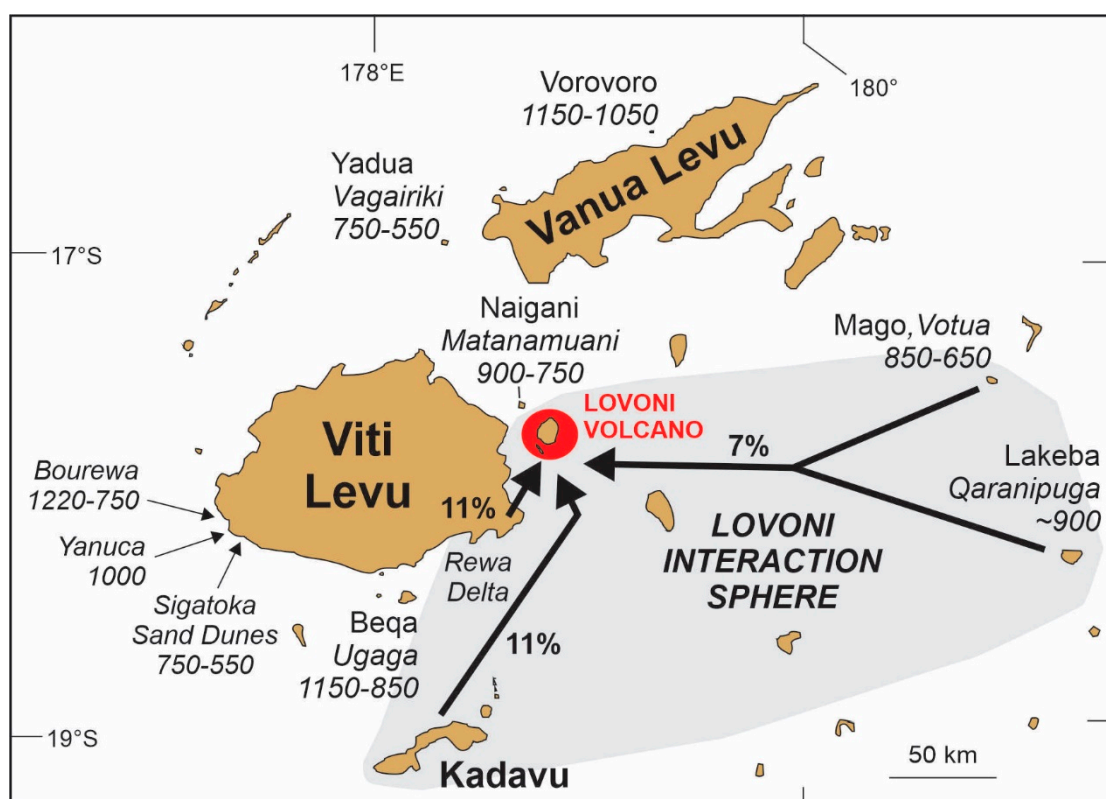 178°E
180°
Vorovoro
1150-1050
Vanua Levu
Yadua
Vagairiki
750-550
17°S
Naigani
Matanamuani
900-750
Mago, Votua
850-650
LOVONI
VOLCANO
Viti
Levu
7%
Lakeba
Qaranipuga
~900
Bourewa
1220-750
11%
LOVONI
INTERACTION
SPHERE
Yanuca
1000
Rewa
Delta
Sigatoka
Sand Dunes
750-550
Beqa
Ugaga
1150-850
11%
19°S
Kadavu
50 km